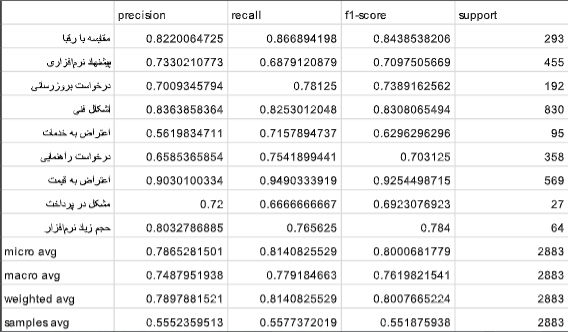 precision recall f1-score support
مقایسه با رقبا 0.8220064725 0.866894198 0.8438538206 293
پیشنهاد نرم‌افزاری 0.7330210773 0.6879120879 0.7097505669 455
درخواست بروزرسانی 0.7009345794 0.78125 0.7389162562 192
اشکال فنی 0.8363858364 0.8253012048 0.8308065494 830
اعتراض به خدمات 0.5619834711 0.7157894737 0.6296296296 95
درخواست راهنمایی 0.6585365854 0.7541899441 0.703125 358
اعتراض به قیمت 0.9030100334 0.9490333919 0.9254498715 569
مشکل در پرداخت 0.72 0.6666666667 0.6923076923 27
حجم زیاد نرم‌افزار 0.8032786885 0.765625 0.784 64
micro avg 0.7865281501 0.8140825529 0.8000681779 2883
macro avg 0.7487951938 0.779184663 0.7619821541 2883
weighted avg 0.7897881521 0.8140825529 0.8007665224 2883
samples avg 0.5552359513 0.5577372019 0.551875938 2883